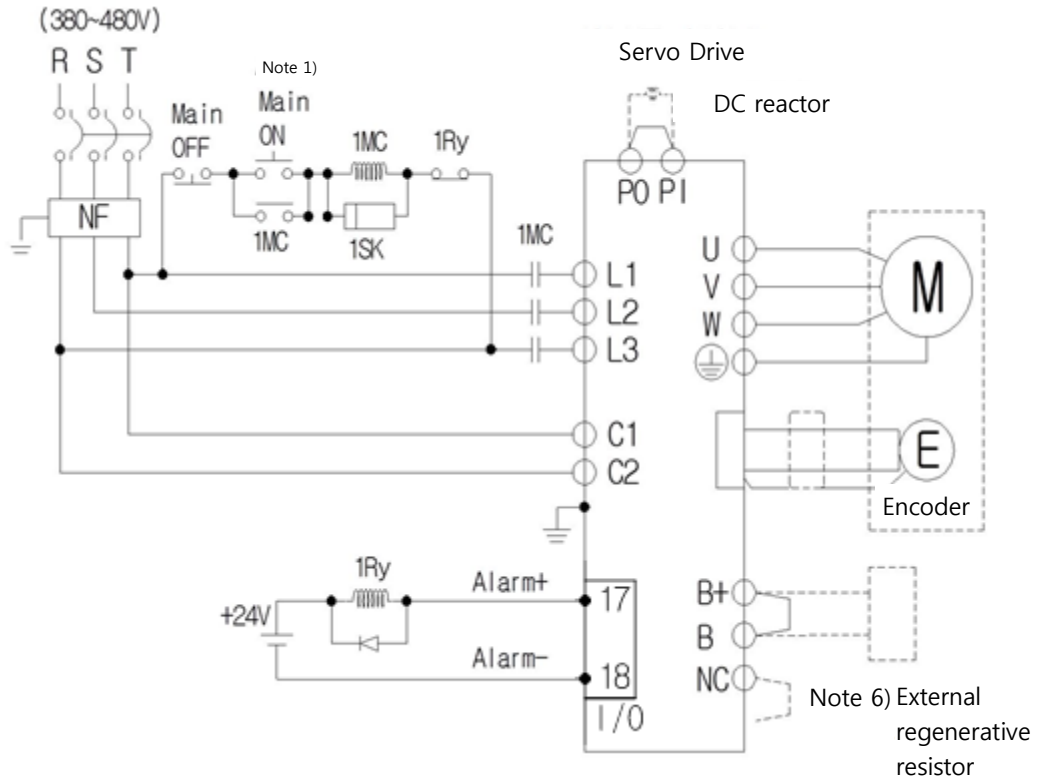 (380~480V)
R S T
Note 1)
Main
OFF
Main
ON
1MC
1Ry
1MC
1SK
NF
1MC
L1
L2
L3
C1
C2
Servo Drive
DC reactor
PO PI
U
V
W
M
E
Encoder
1Ry
+24V
Alarm+
Alarm-
17
18
I/O
B+
B
NC
Note 6) External
regenerative
resistor